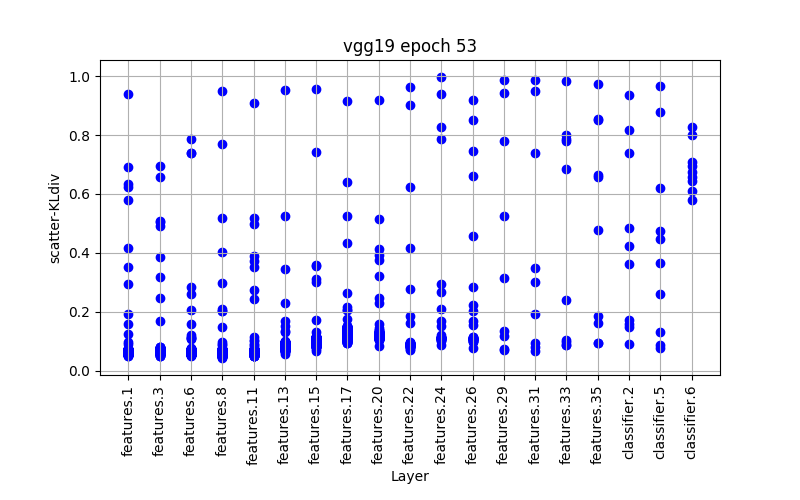 vgg19 epoch 53
scatter-KLdiv
1.0
0.8
0.6
0.4
0.2
0.0
features.1
features.3
features.6
features.8
features.11
features.13
features.15
features.17
features.20
features.22
features.24
features.26
features.29
features.31
features.33
features.35
classifier.2
classifier.5
classifier.6
Layer